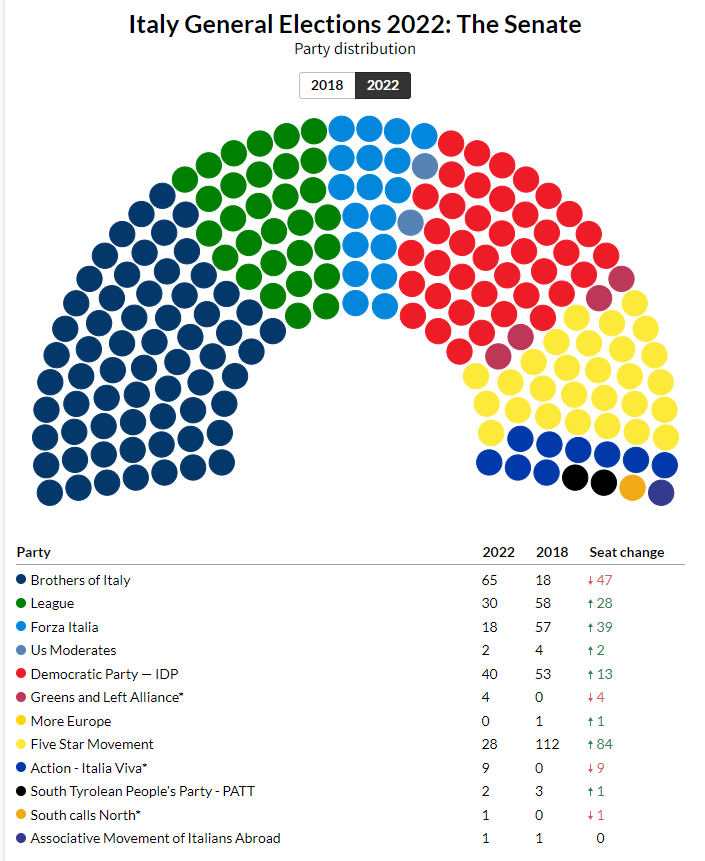 Italy General Elections 2022: The Senate
Party distribution
2018 2022
Party 2022 2018 Seat change
Brothers of Italy 65 18 ↓ 47
League 30 58 ↑ 28
Forza Italia 18 57 ↑ 39
Us Moderates 2 4 ↑ 2
Democratic Party — IDP 40 53 ↑ 13
Greens and Left Alliance* 4 0 ↓ 4
More Europe 0 1 ↑ 1
Five Star Movement 28 112 ↑ 84
Action - Italia Viva* 9 0 ↓ 9
South Tyrolean People's Party - PATT 2 3 ↑ 1
South calls North* 1 0 ↓ 1
Associative Movement of Italians Abroad 1 1 0